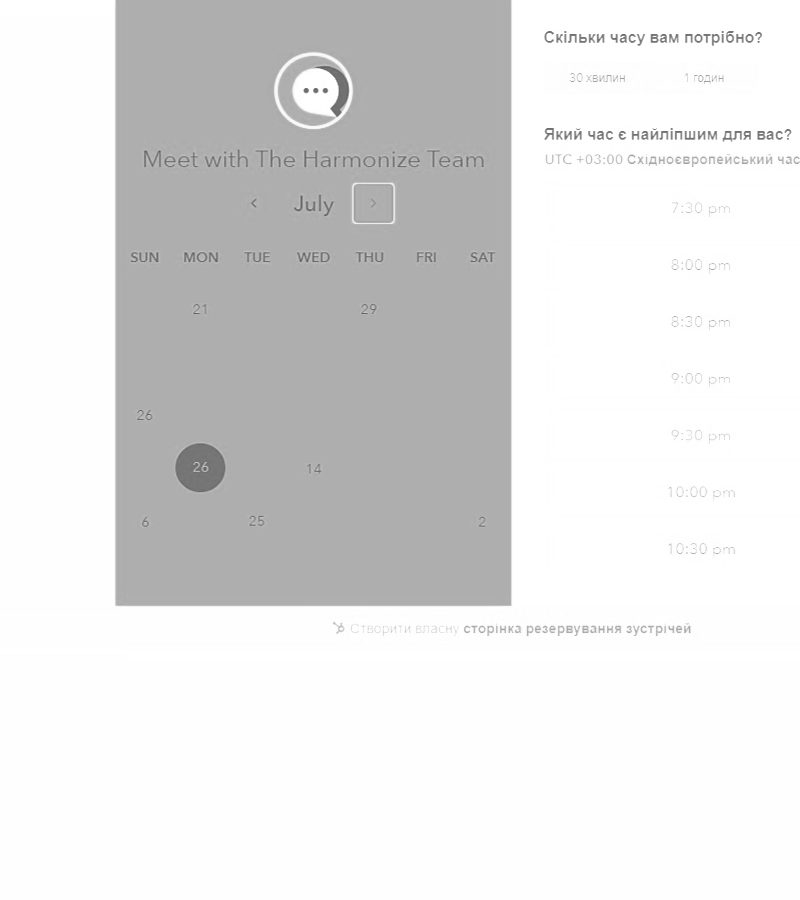 Meet with The Harmonize Team
July
SUN MON TUE WED THU FRI SAT
21 29
26
26 14
6 25 2
Скільки часу вам потрібно?
30 хвилин 1 годин
Який час є найліпшим для вас?
UTC +03:00 Східноєвропейський час
7:30 pm
8:00 pm
8:30 pm
9:00 pm
9:30 pm
10:00 pm
10:30 pm
Створити власну сторінка резервування зустрічей